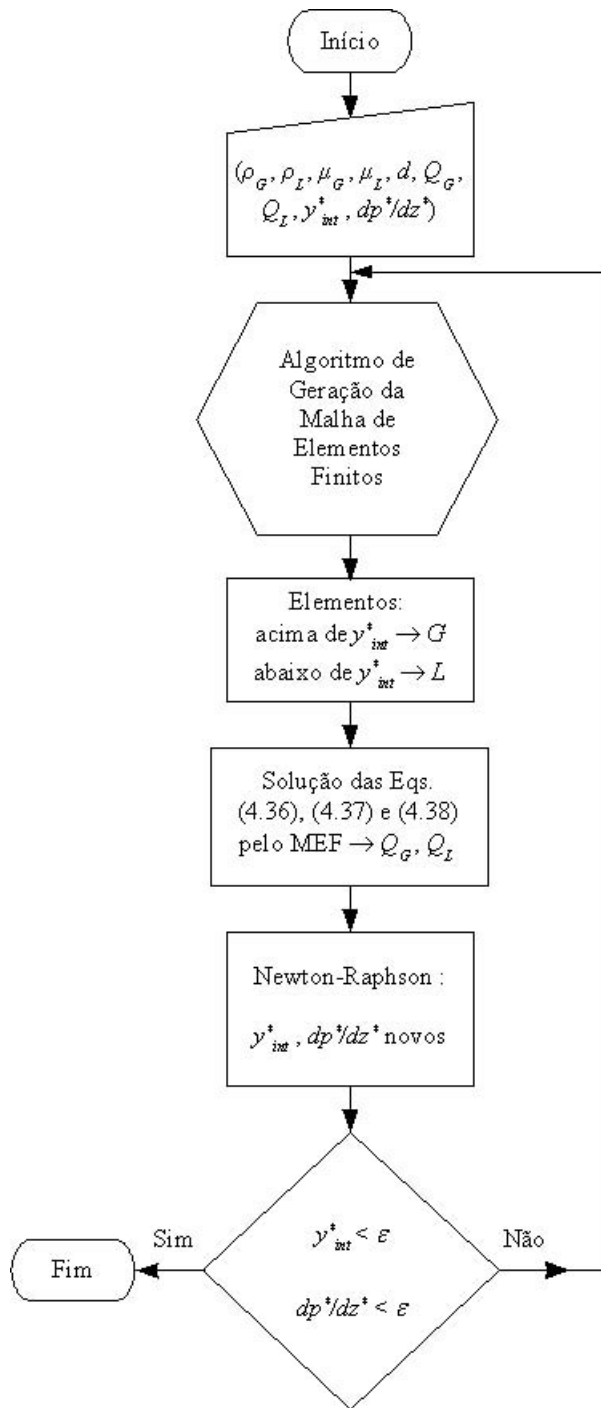 Início
(ρ_G, ρ_L, μ_G, μ_L, d, Q_G,
Q_L, y*_int, dp*/dz*)
Algoritmo de
Geração da
Malha de
Elementos
Finitos
Elementos:
acima de y*_int → G
abaixo de y*_int → L
Solução das Eqs.
(4.36), (4.37) e (4.38)
pelo MEF → Q_G, Q_L
Newton-Raphson :
y*_int, dp*/dz* novos
Sim
y*_int < ε
Não
Fim
dp*/dz* < ε